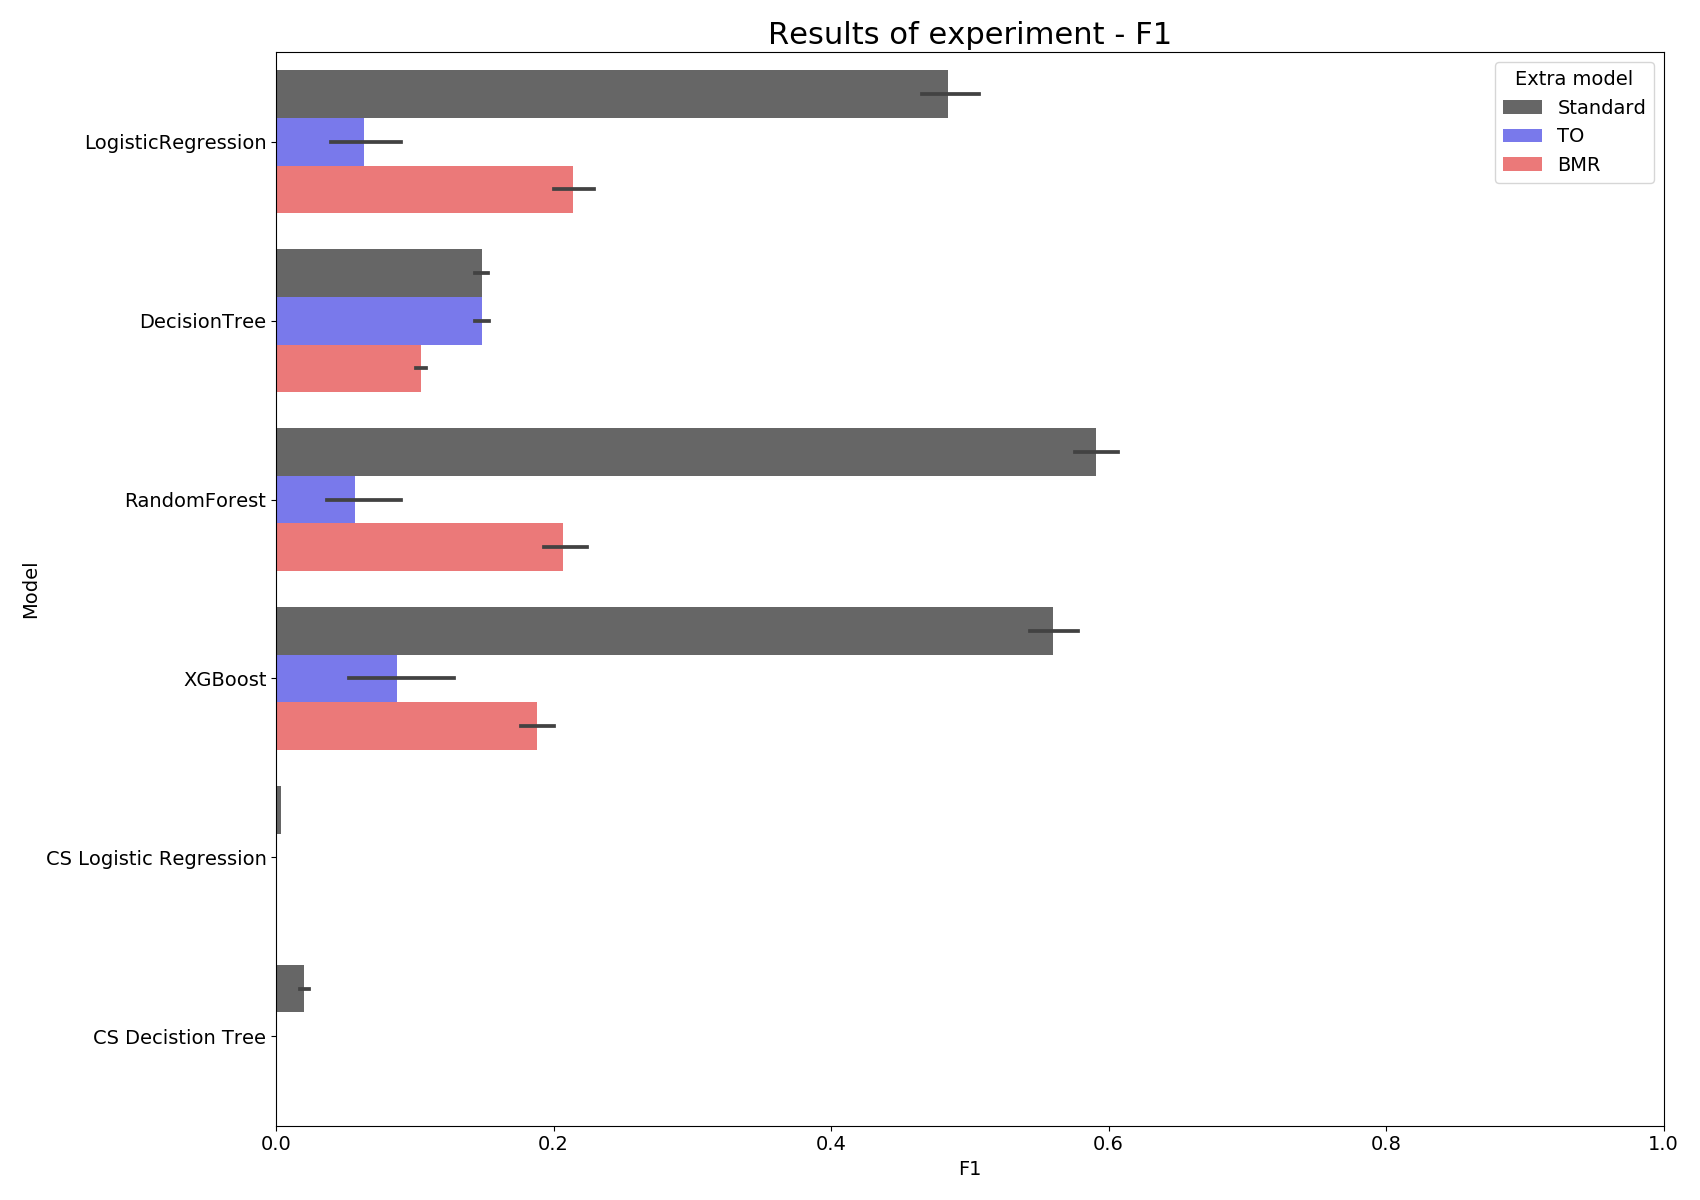 Results of experiment - F1
Extra model
Standard
TO
BMR
LogisticRegression
DecisionTree
RandomForest
XGBoost
CS Logistic Regression
CS Decistion Tree
Model
0.0 0.2 0.4 0.6 0.8 1.0
F1